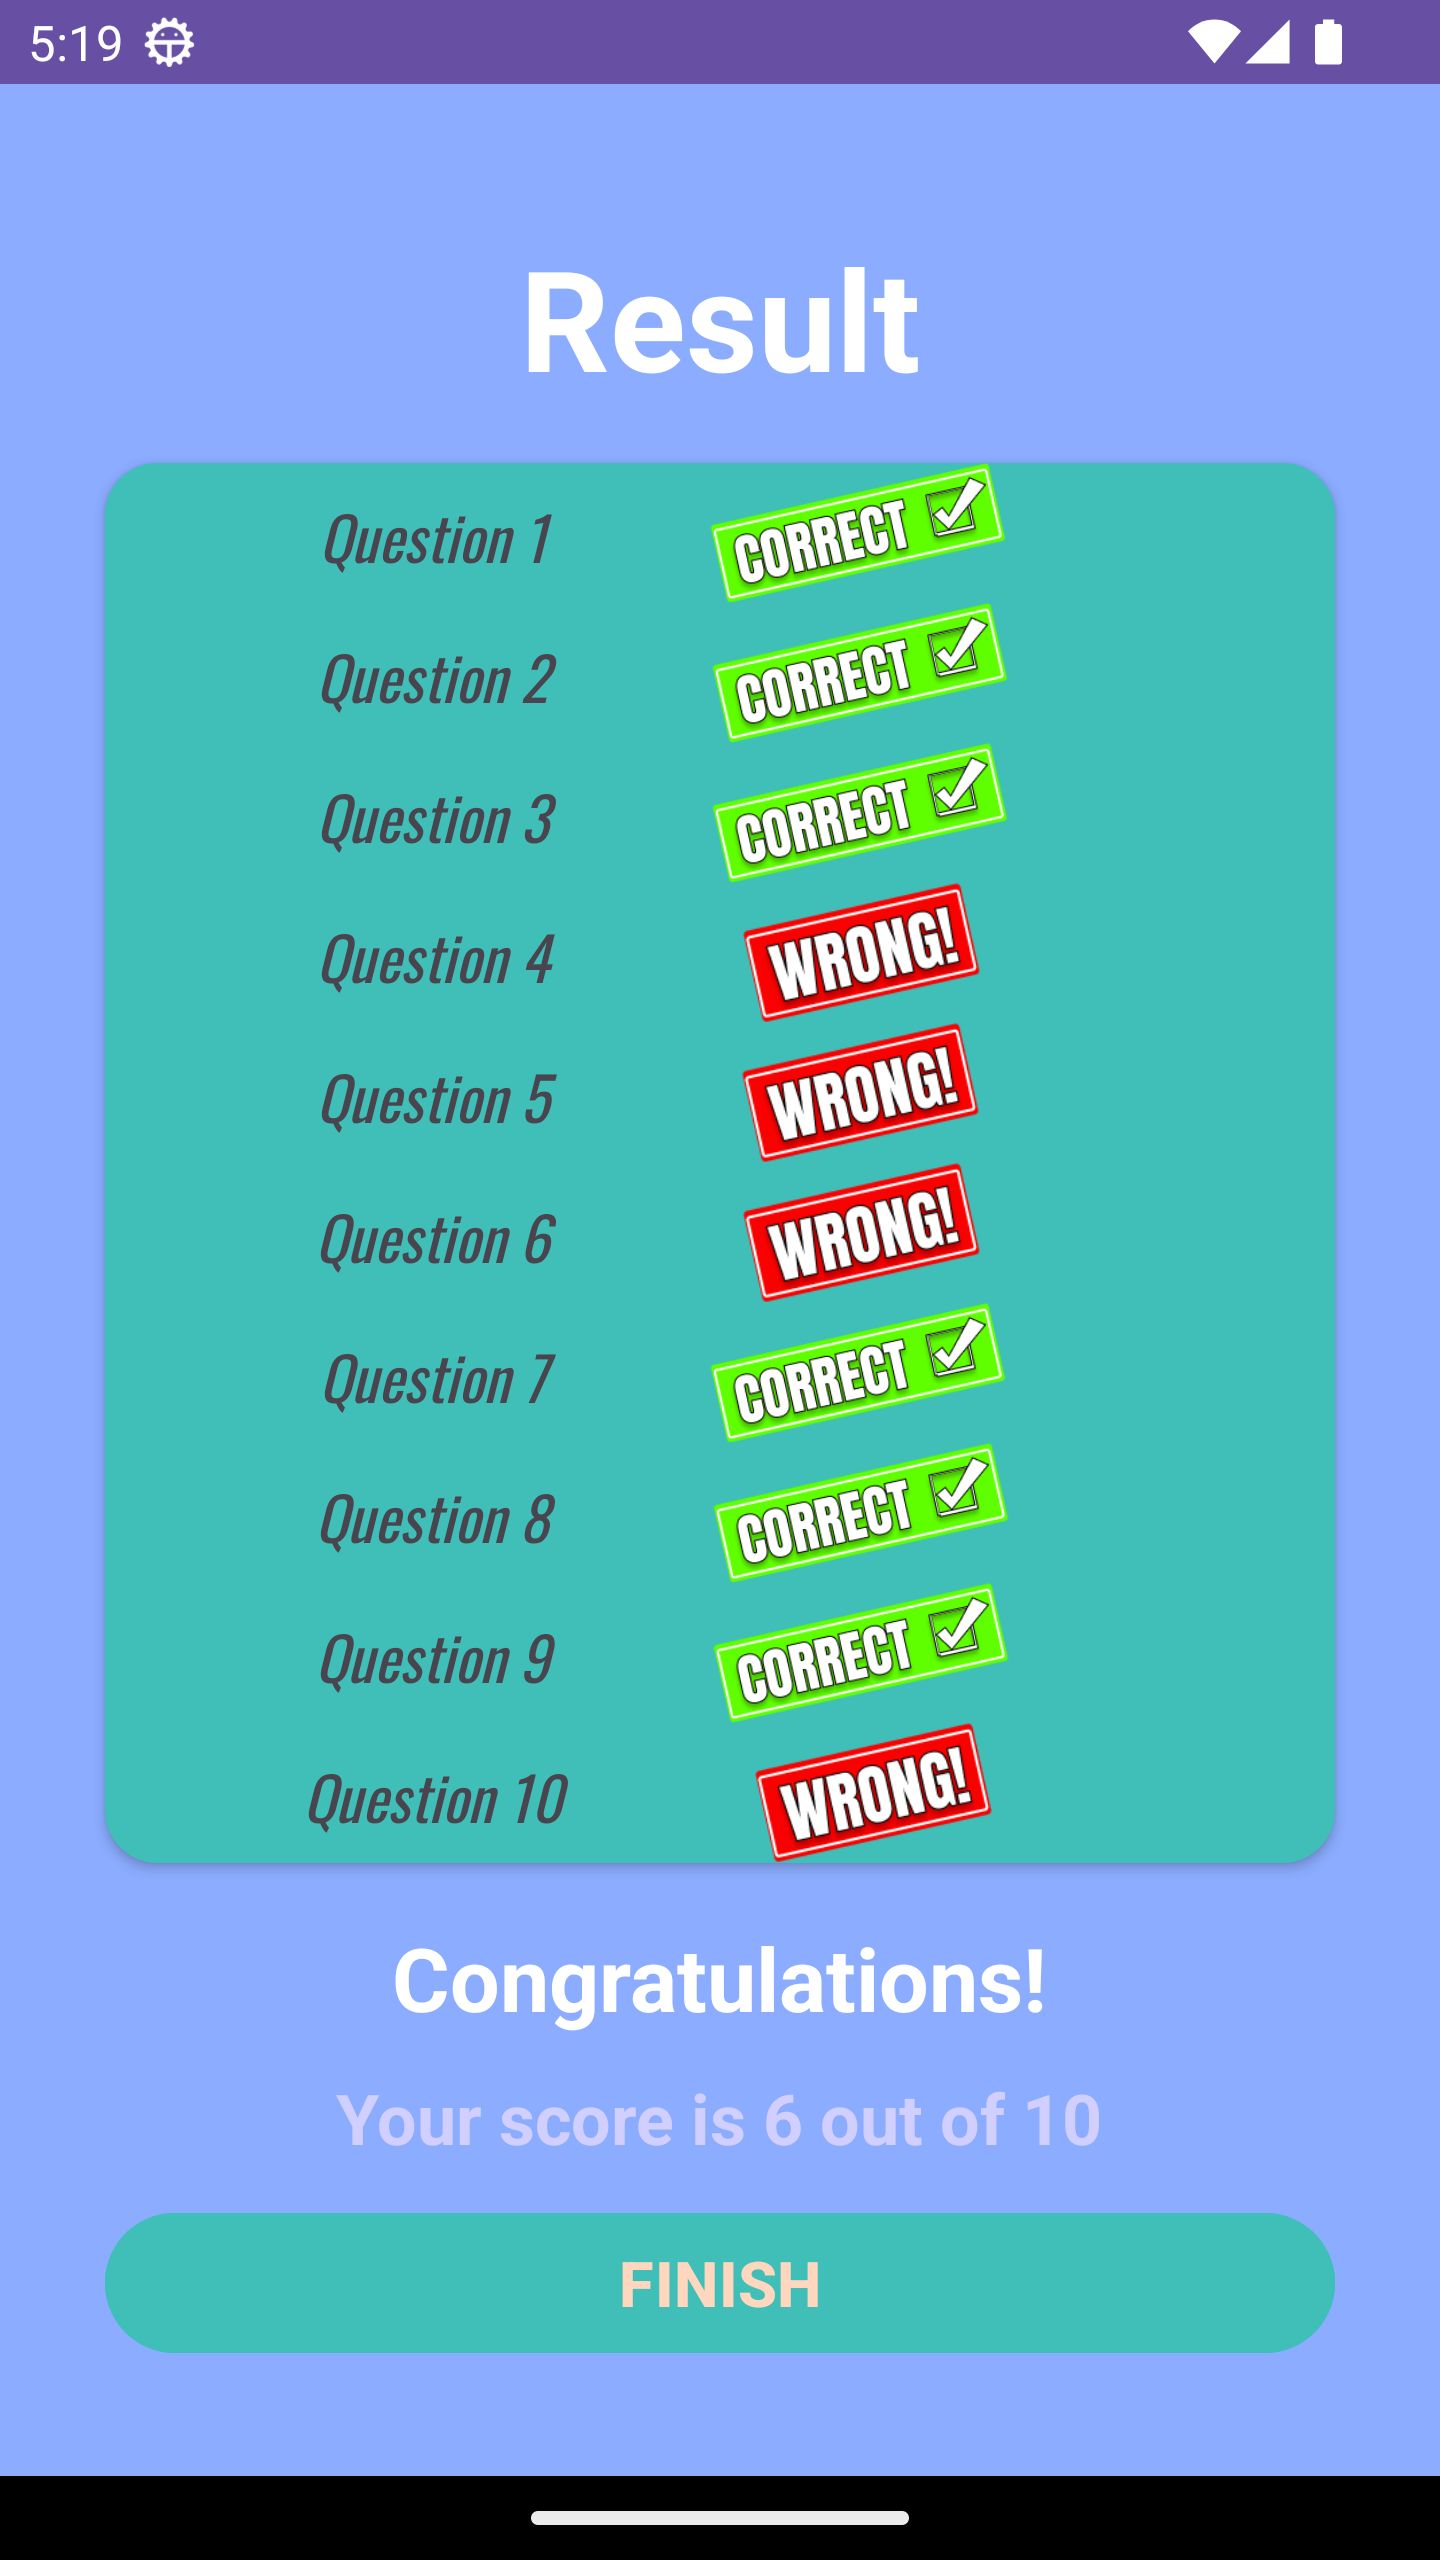 5:19
Result
Question 1 CORRECT
Question 2 CORRECT
Question 3 CORRECT
Question 4 WRONG!
Question 5 WRONG!
Question 6 WRONG!
Question 7 CORRECT
Question 8 CORRECT
Question 9 CORRECT
Question 10 WRONG!
Congratulations!
Your score is 6 out of 10
FINISH